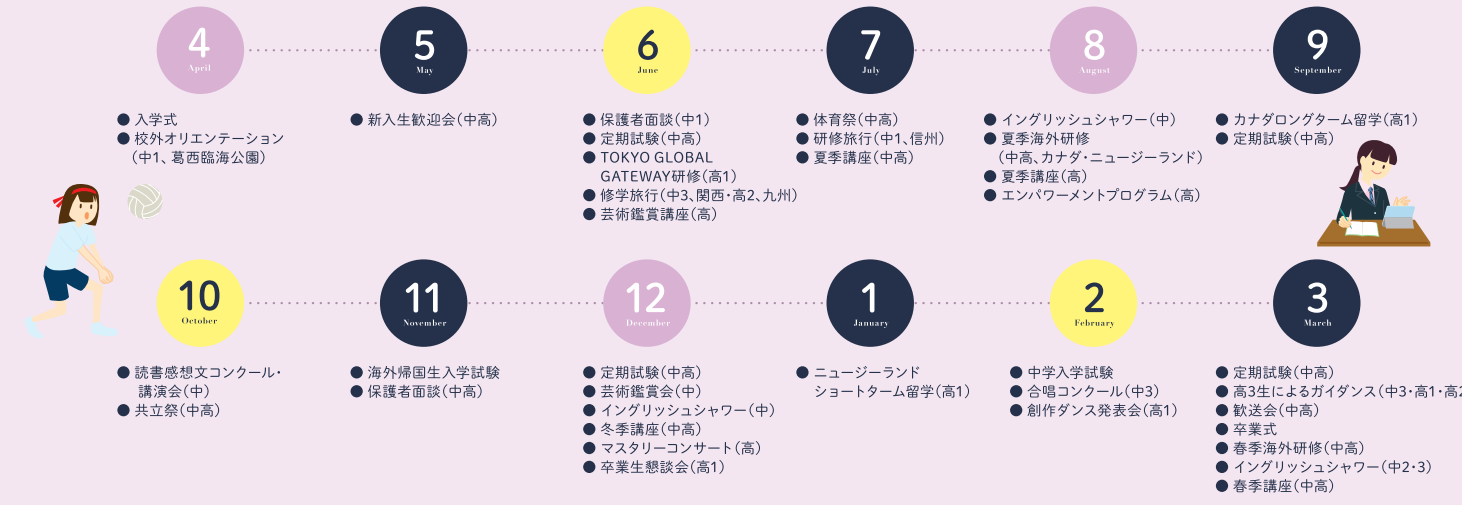 4
April
● 入学式
● 校外オリエンテーション
（中1、葛西臨海公園）
5
May
● 新入生歓迎会（中高）
6
June
● 保護者面談（中1）
● 定期試験（中高）
● TOKYO GLOBAL
GATEWAY研修（高1）
● 修学旅行（中3、関西・高2、九州）
● 芸術鑑賞講座（高）
7
July
● 体育祭（中高）
● 研修旅行（中1、信州）
● 夏季講座（中高）
8
August
● イングリッシュシャワー（中）
● 夏季海外研修
（中高、カナダ・ニュージーランド）
● 夏季講座（高）
● エンパワーメントプログラム（高）
9
September
● カナダロングターム留学（高1）
● 定期試験（中高）
10
October
● 読書感想文コンクール・
講演会（中）
● 共立祭（中高）
11
November
● 海外帰国生入学試験
● 保護者面談（中高）
12
December
● 定期試験（中高）
● 芸術鑑賞会（中）
● イングリッシュシャワー（中）
● 冬季講座（中高）
● マスタリーコンサート（高）
● 卒業生懇談会（高1）
1
January
● ニュージーランド
ショートターム留学（高1）
2
February
● 中学入学試験
● 合唱コンクール（中3）
● 創作ダンス発表会（高1）
3
March
● 定期試験（中高）
● 高3生によるガイダンス（中3・高1・高2
● 歓送会（中高）
● 卒業式
● 春季海外研修（中高）
● イングリッシュシャワー（中2・3）
● 春季講座（中高）